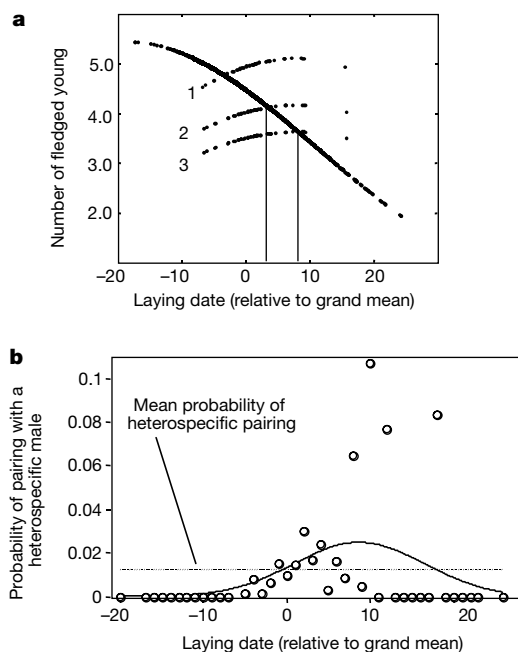 a
5.0
4.0
3.0
2.0
1
2
3
Number of fledged young
−20
−10
0
10
20
Laying date (relative to grand mean)
b
0.1
0.08
0.06
0.04
0.02
0
Mean probability of
heterospecific pairing
Probability of pairing with a
heterospecific male
−20
−10
0
10
20
Laying date (relative to grand mean)